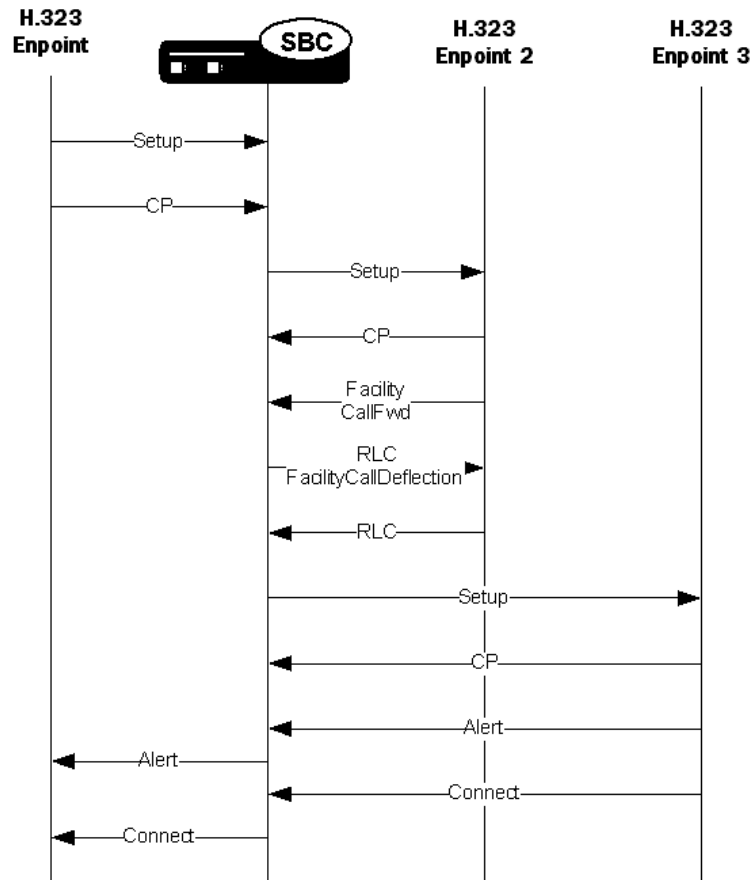 H.323
Enpoint
SBC
H.323
Enpoint 2
H.323
Enpoint 3
Setup
CP
Setup
CP
Facility
CallFwd
RLC
FacilityCallDeflection
RLC
Setup
CP
Alert
Alert
Connect
Connect